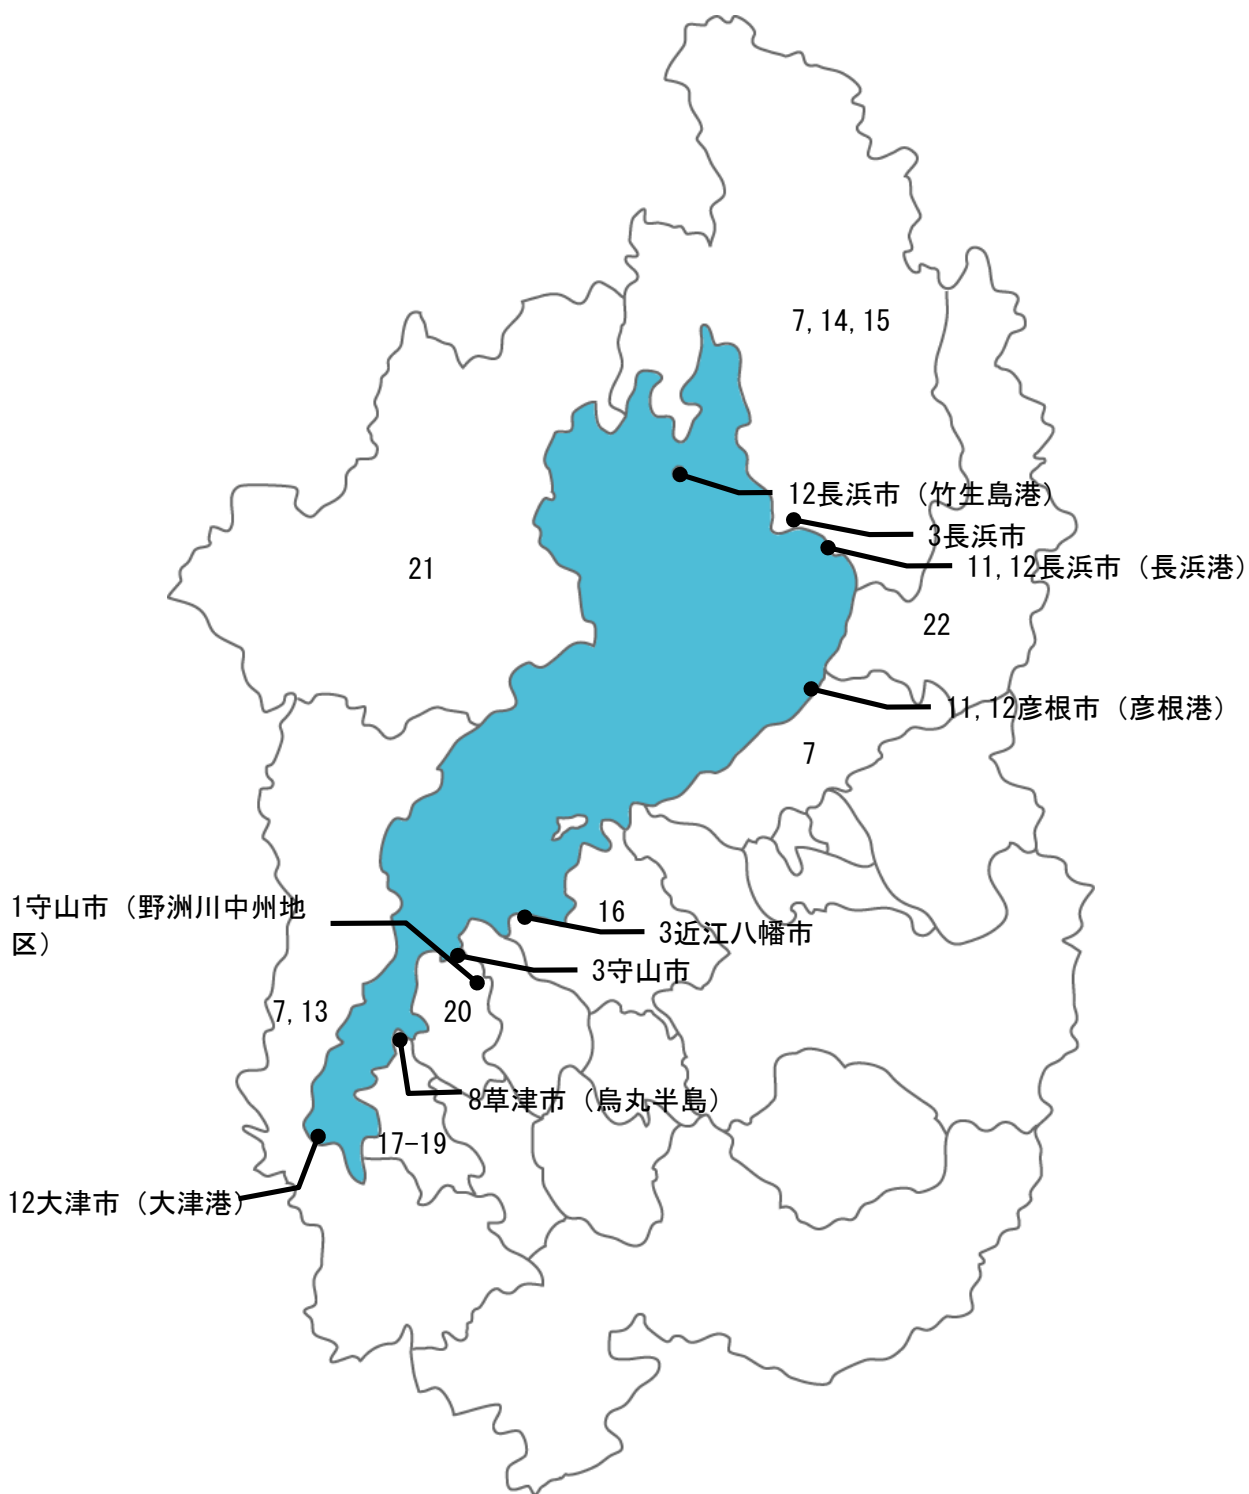 7,14,15
12長浜市（竹生島港）
3長浜市
11,12長浜市（長浜港）
21
22
11,12彦根市（彦根港）
7
1守山市（野洲川中州地
区）
16
3近江八幡市
3守山市
7,13
20
8草津市（烏丸半島）
17-19
12大津市（大津港）